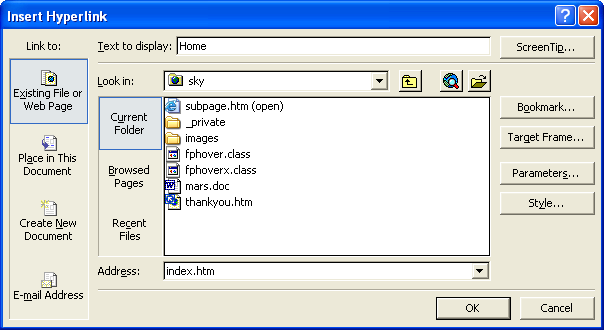 Insert Hyperlink
Link to:
Text to display: Home
ScreenTip...
Existing File or
Web Page
Look in: sky
Current
Folder
subpage.htm (open)
_private
images
fphover.class
fphoverx.class
mars.doc
thankyou.htm
Bookmark...
Target Frame...
Parameters...
Style...
Place in This
Document
Browsed
Pages
Create New
Document
Recent
Files
E-mail Address
Address: index.htm
OK
Cancel